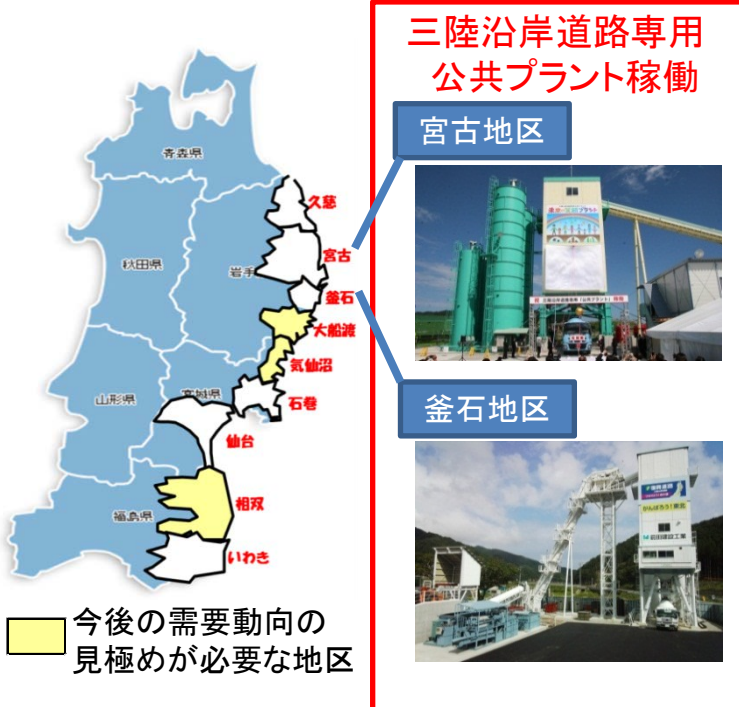 三陸沿岸道路専用
公共プラント稼働
宮古地区
青森県
久慈
秋田県
岩手
宮古
釜石
大船渡
気仙沼
山形県
宮城県
石巻
釜石地区
仙台
相双
福島県
いわき
がんばろう!東北
今後の需要動向の
見極めが必要な地区